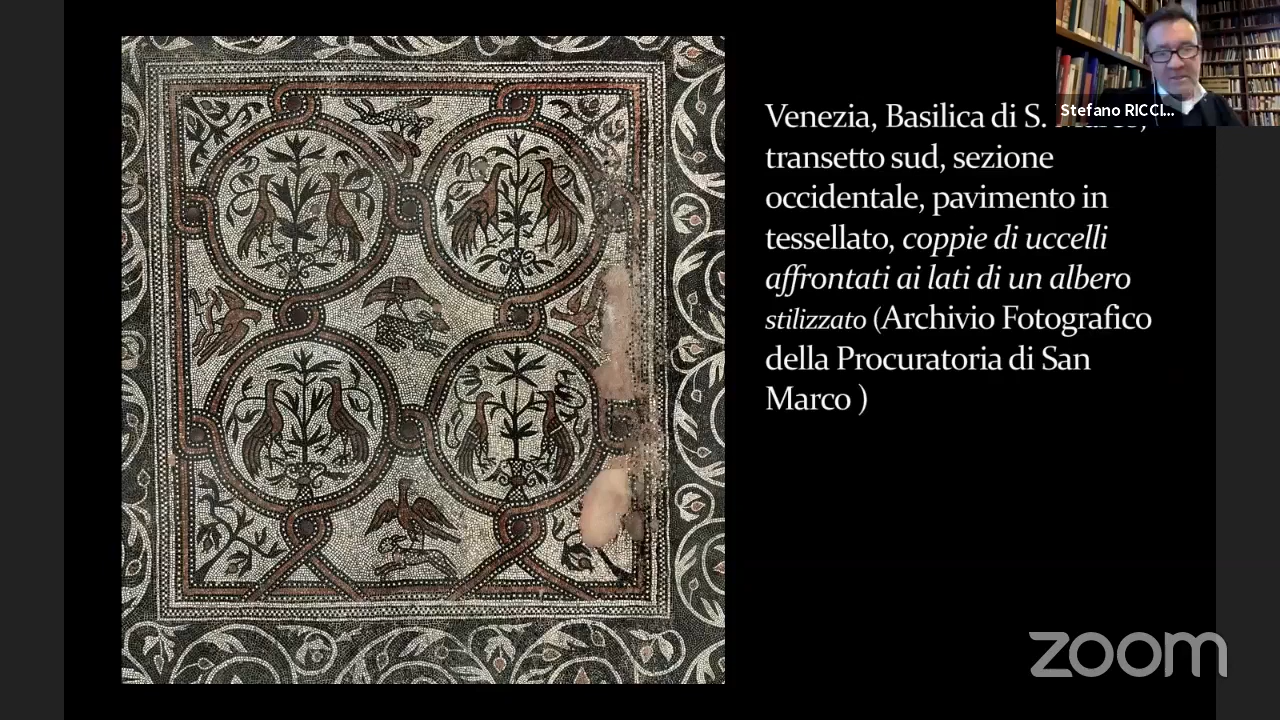 Stefano RICCI...
Venezia, Basilica di S.
transetto sud, sezione
occidentale, pavimento in
tessellato, coppie di uccelli
affrontati ai lati di un albero
stilizzato (Archivio Fotografico
della Procuratoria di San
Marco )
zoom